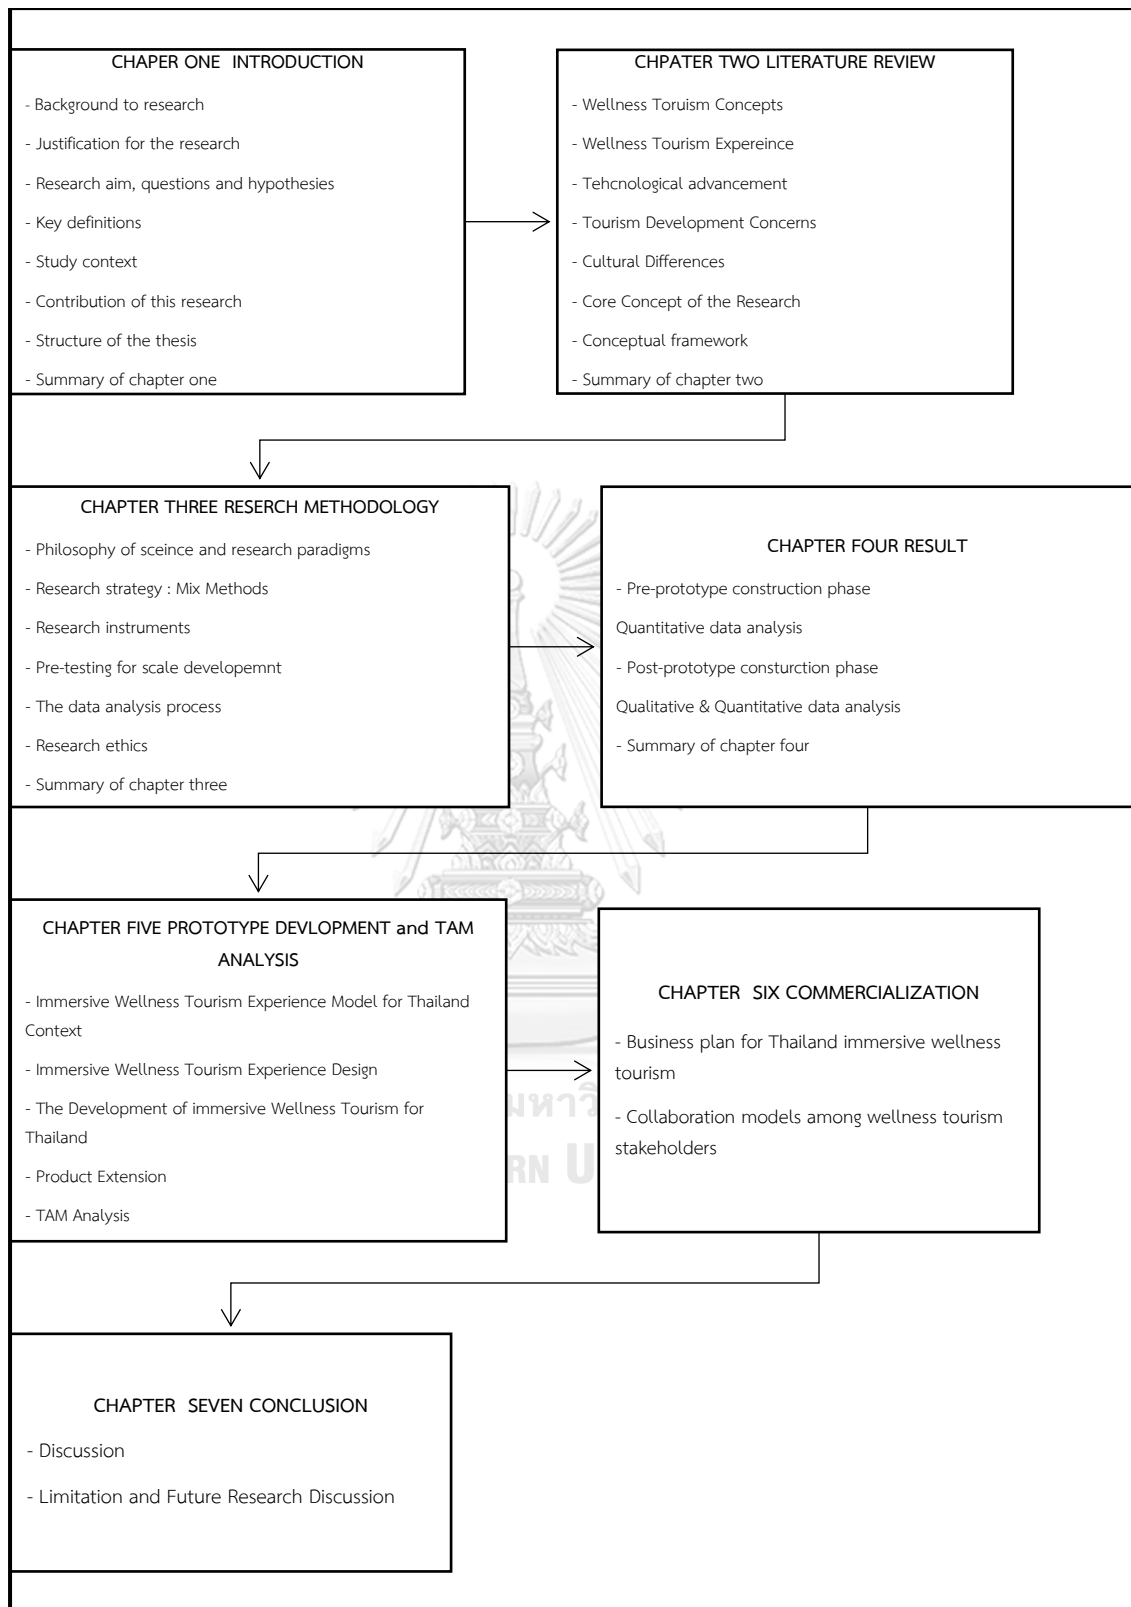 CHAPER ONE  INTRODUCTION
- Background to research
- Justification for the research
- Research aim, questions and hypothesies
- Key definitions
- Study context
- Contribution of this research
- Structure of the thesis
- Summary of chapter one
CHPATER TWO LITERATURE REVIEW
- Wellness Toruism Concepts
- Wellness Tourism Expereince
- Tehcnological advancement
- Tourism Development Concerns
- Cultural Differences
- Core Concept of the Research
- Conceptual framework
- Summary of chapter two
CHAPTER THREE RESERCH METHODOLOGY
- Philosophy of sceince and research paradigms
- Research strategy : Mix Methods
- Research instruments
- Pre-testing for scale developemnt
- The data analysis process
- Research ethics
- Summary of chapter three
CHAPTER FOUR RESULT
- Pre-prototype construction phase
Quantitative data analysis
- Post-prototype consturction phase
Qualitative & Quantitative data analysis
- Summary of chapter four
CHAPTER FIVE PROTOTYPE DEVLOPMENT and TAM
ANALYSIS
- Immersive Wellness Tourism Experience Model for Thailand
Context
- Immersive Wellness Tourism Experience Design
- The Development of immersive Wellness Tourism for
Thailand
- Product Extension
- TAM Analysis
CHAPTER  SIX COMMERCIALIZATION
- Business plan for Thailand immersive wellness
tourism
- Collaboration models among wellness tourism
stakeholders
มหาวิ
RN U
CHAPTER  SEVEN CONCLUSION
- Discussion
- Limitation and Future Research Discussion